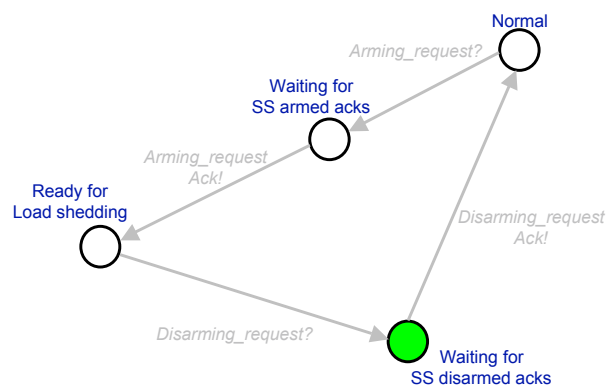 Normal
Arming_request?
Waiting for
SS armed acks
Arming_request
Ack!
Ready for
Load shedding
Disarming_request
Ack!
Disarming_request?
Waiting for
SS disarmed acks